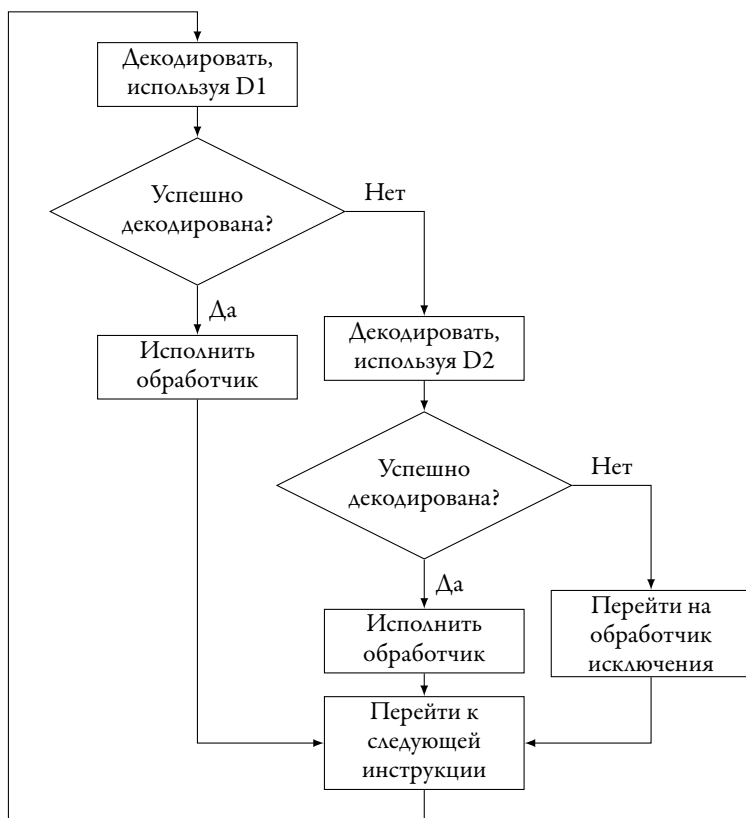 Декодировать,
используя D1
Успешно
декодирована?
Нет
Да
Исполнить
обработчик
Декодировать,
используя D2
Успешно
декодирована?
Нет
Да
Исполнить
обработчик
Перейти на
обработчик
исключения
Перейти к
следующей
инструкции